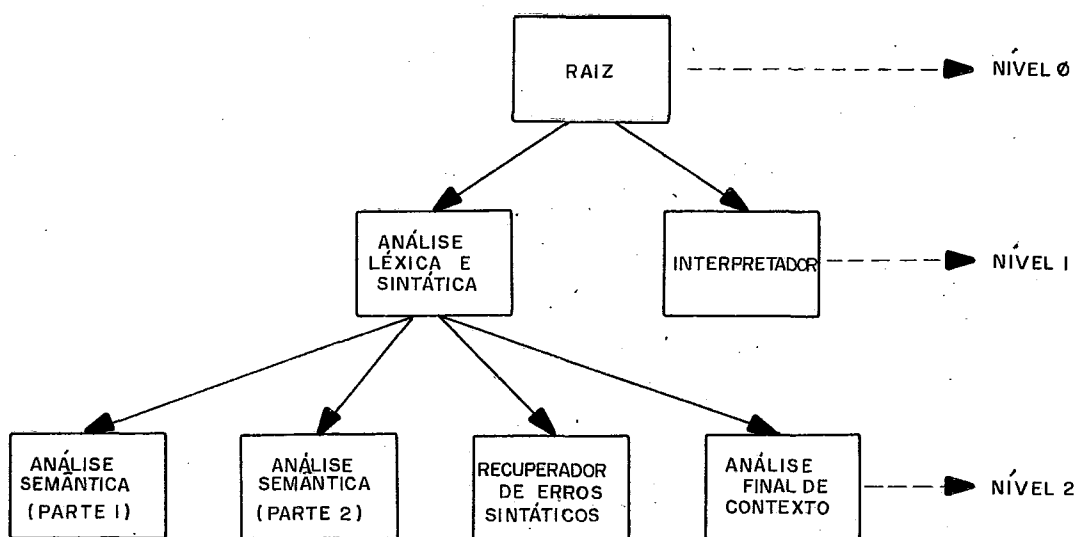 RAIZ
NÍVEL Ø
ANÁLISE
LÉXICA E
SINTÁTICA
INTERPRETADOR
NÍVEL 1
ANÁLISE
SEMÂNTICA
(PARTE 1)
ANÁLISE
SEMÂNTICA
(PARTE 2)
RECUPERADOR
DE ERROS
SINTÁTICOS
ANÁLISE
FINAL DE
CONTEXTO
NÍVEL 2